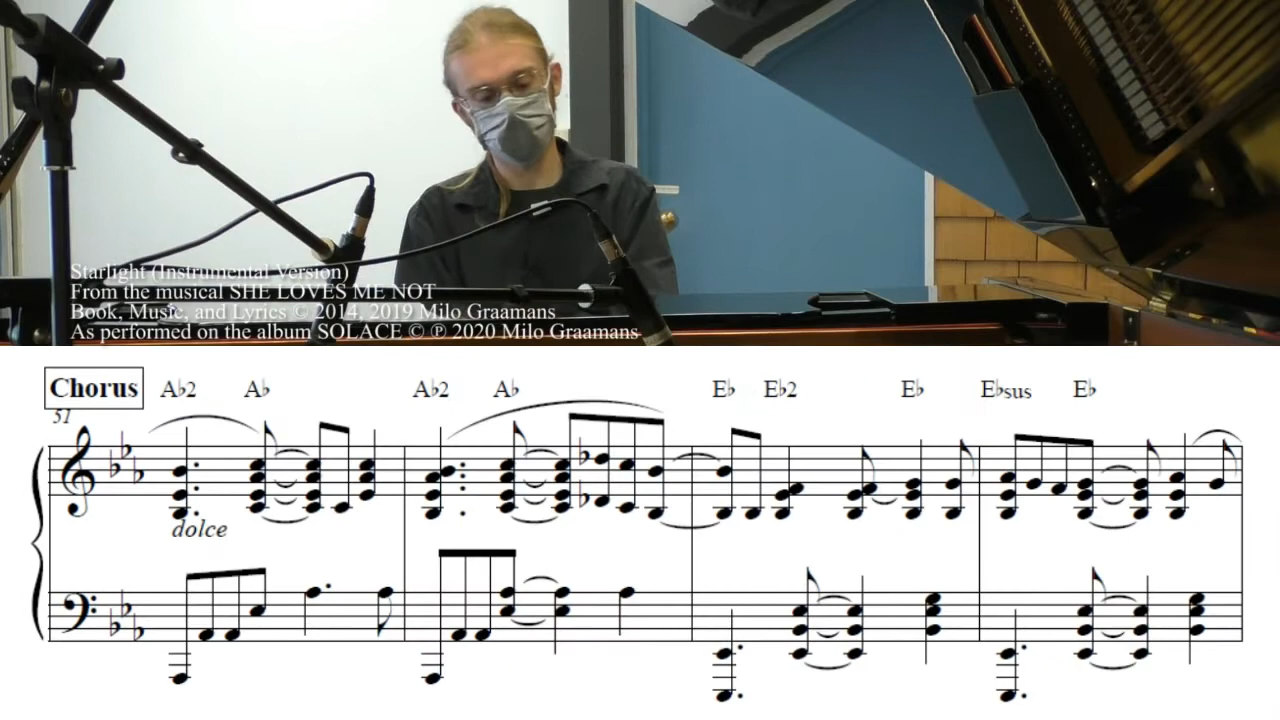 Starlight (Instrumental Version)
From the musical SHE LOVES ME NOT
Book, Music, and Lyrics © 2014, 2019 Milo Graamans
As performed on the album SOLACE © ℗ 2020 Milo Graamans
Chorus A♭2 A♭ A♭2 A♭ E♭ E♭2 E♭ E♭sus E♭
51
dolce